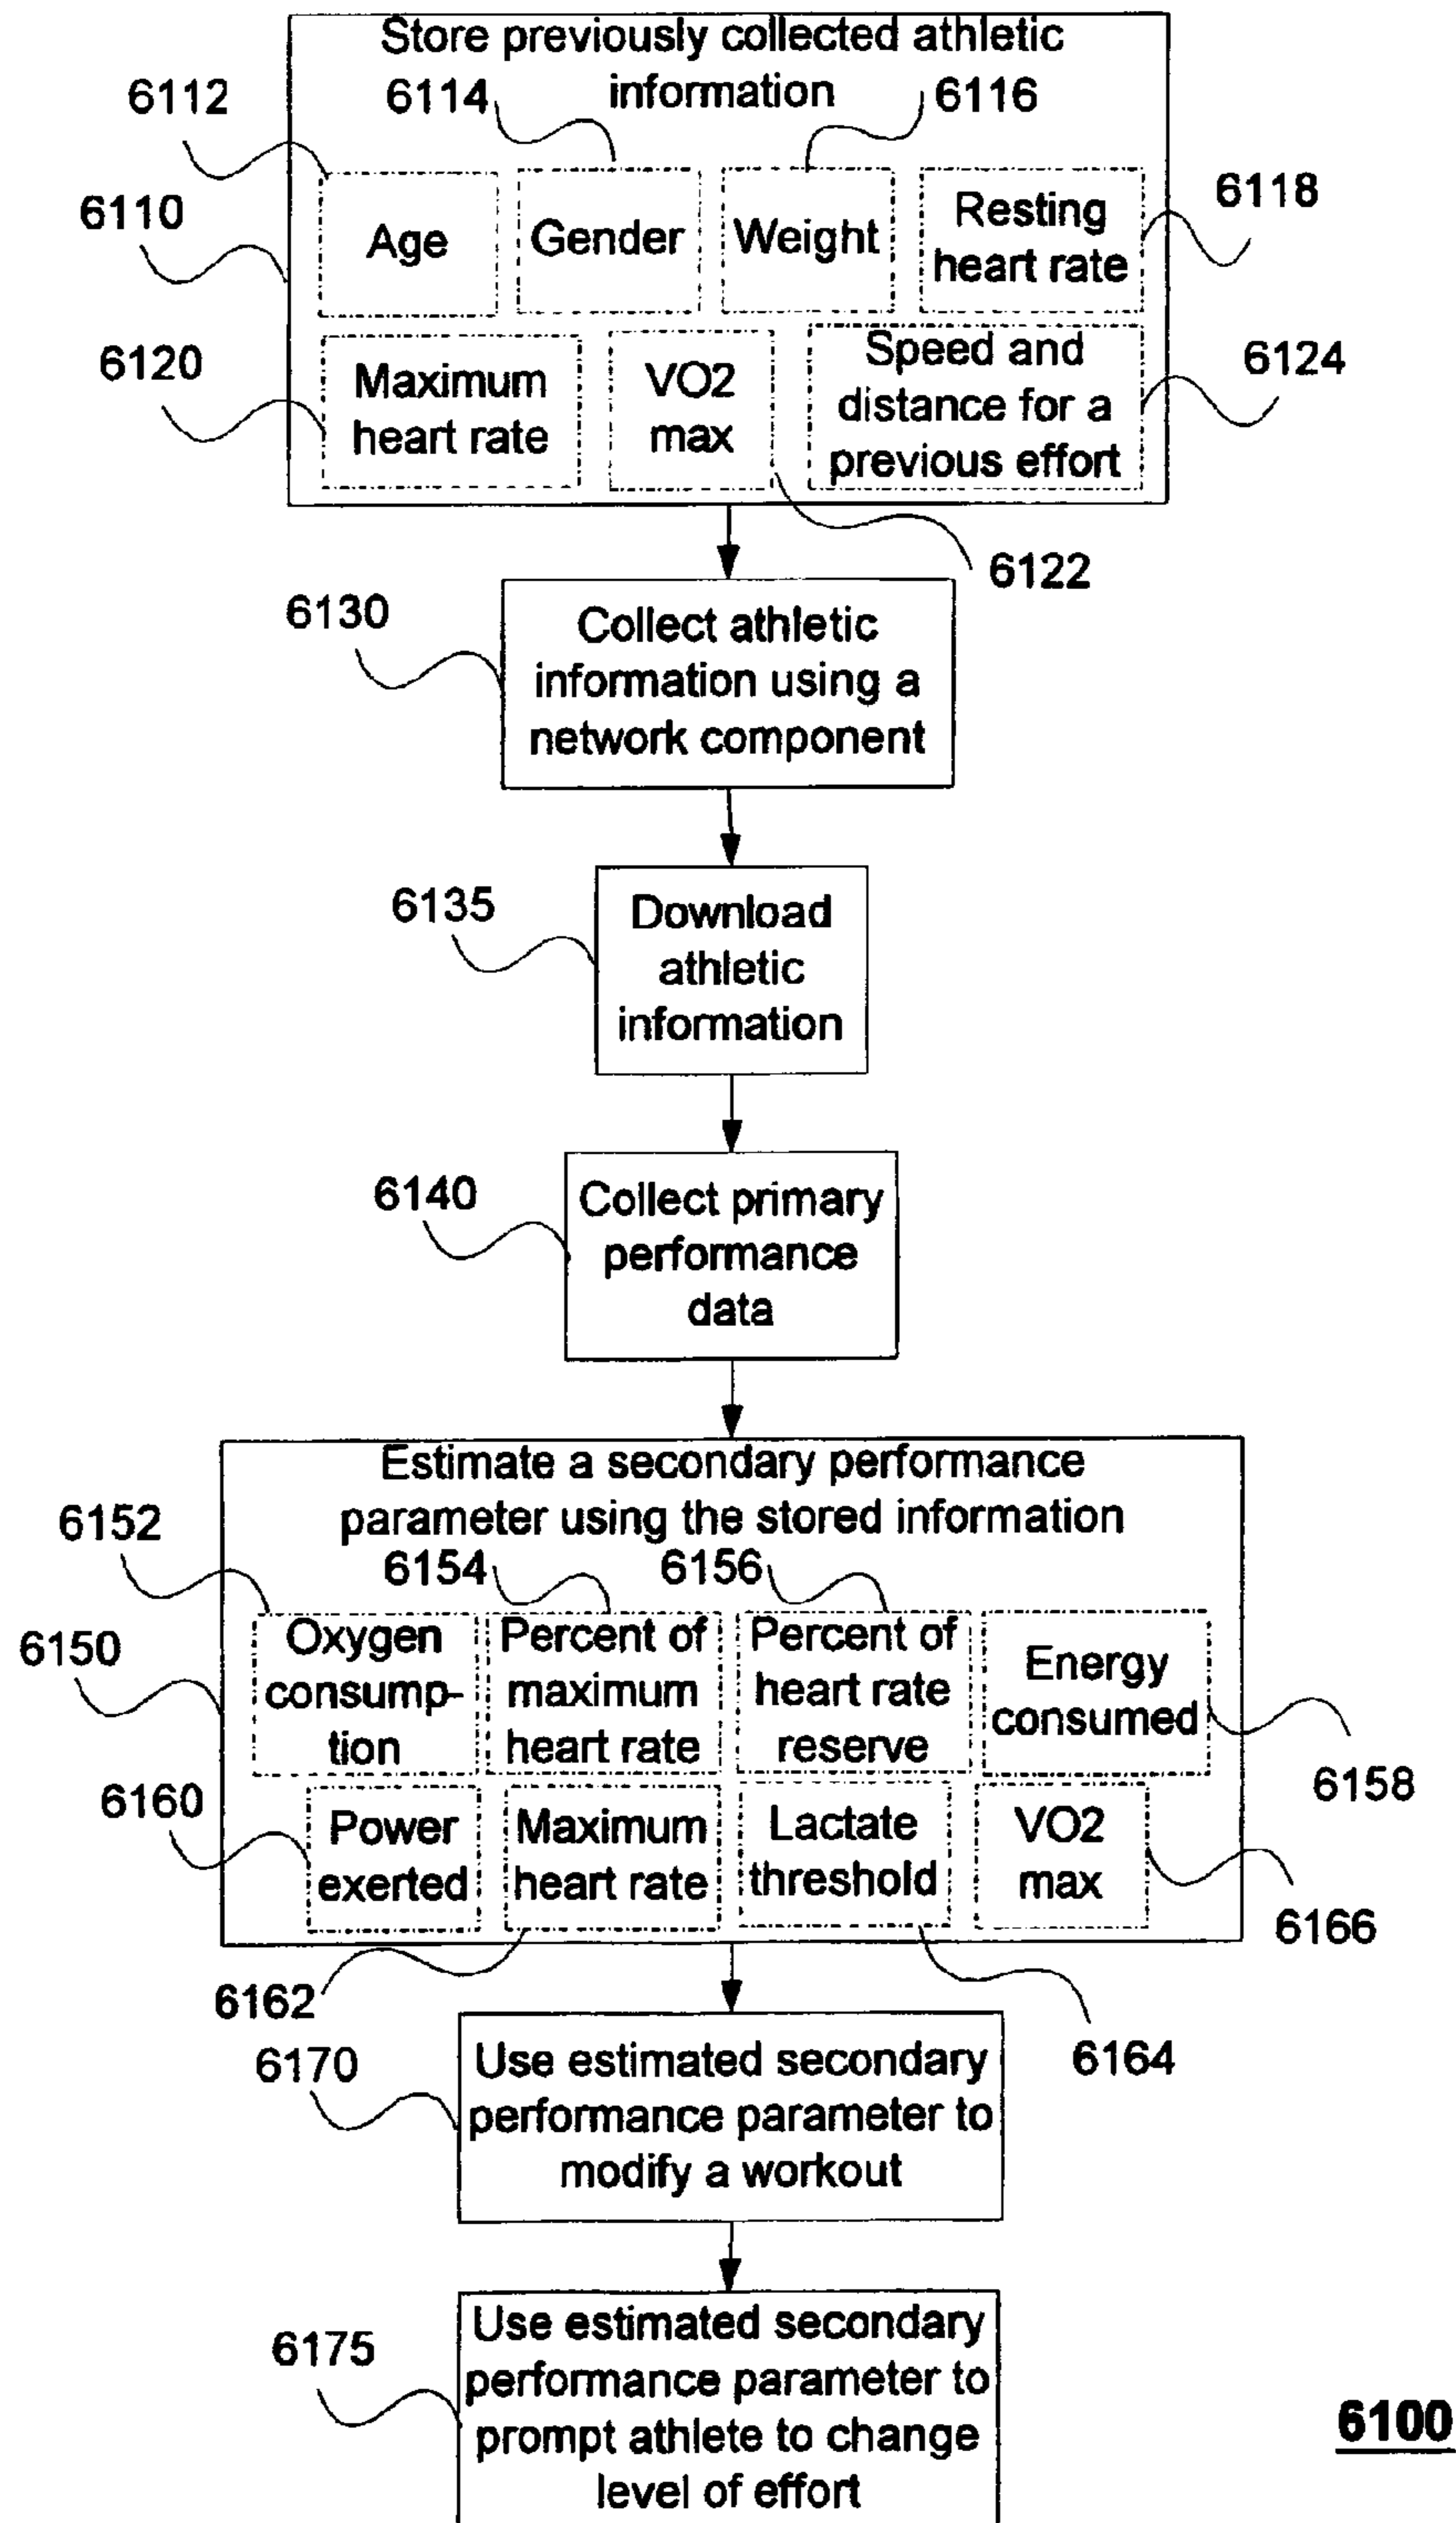 Store previously collected athletic
information
6112
6114
6116
6110
6118
Age
Gender
Weight
Resting
heart rate
6120
6124
Maximum
heart rate
VO2
max
Speed and
distance for a
previous effort
6122
6130
Collect athletic
information using a
network component
6135
Download
athletic
information
6140
Collect primary
performance
data
Estimate a secondary performance
parameter using the stored information
6152
6154
6156
6150
Oxygen
consump-
tion
Percent of
maximum
heart rate
Percent of
heart rate
reserve
Energy
consumed
6158
6160
Power
exerted
Maximum
heart rate
Lactate
threshold
VO2
max
6166
6162
6164
6170
Use estimated secondary
performance parameter to
modify a workout
6175
Use estimated secondary
performance parameter to
prompt athlete to change
level of effort
6100